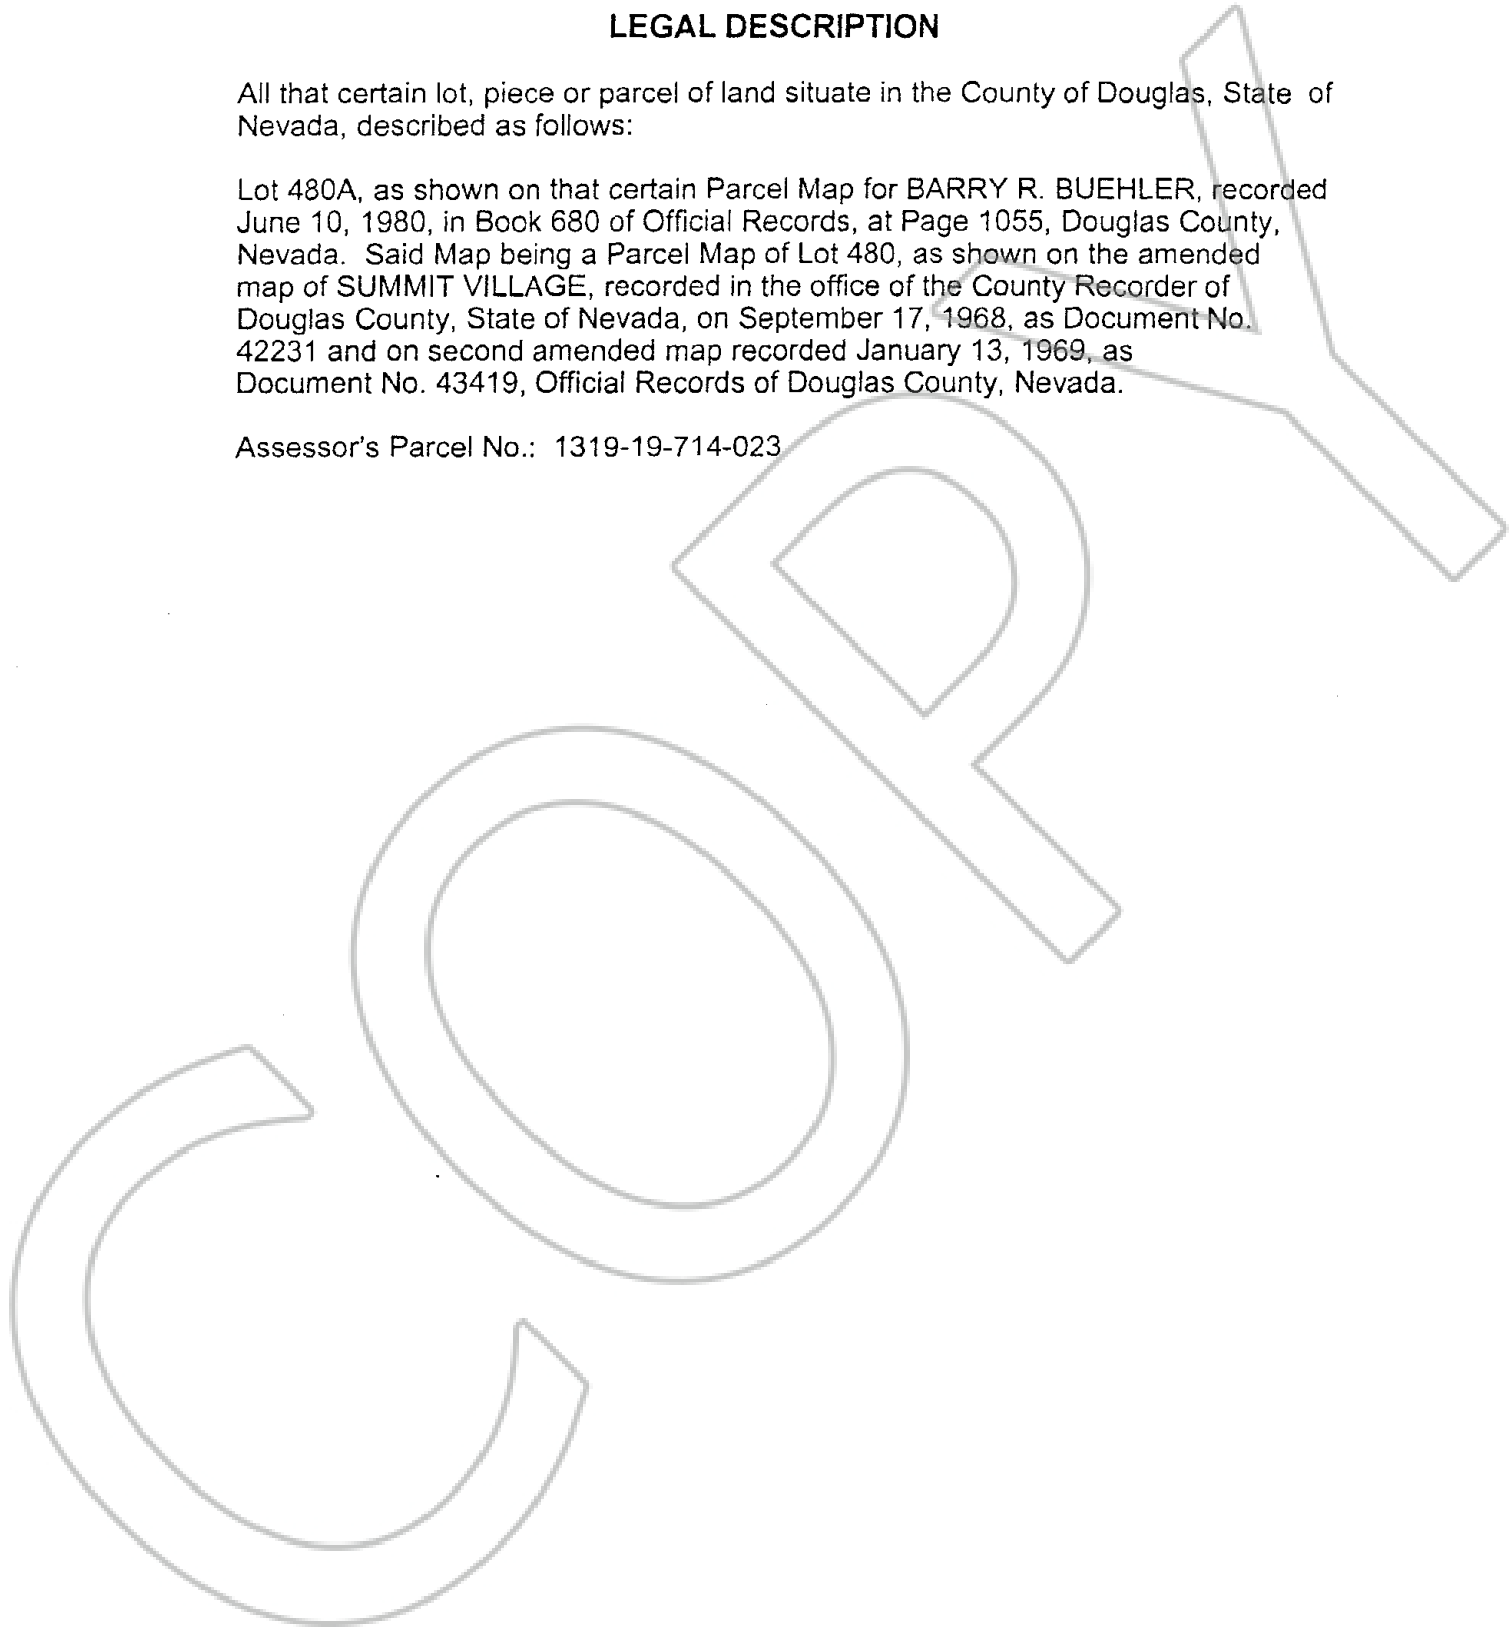 LEGAL DESCRIPTION
All that certain lot, piece or parcel of land situate in the County of Douglas, State of
Nevada, described as follows:
Lot 480A, as shown on that certain Parcel Map for BARRY R. BUEHLER, recorded
June 10, 1980, in Book 680 of Official Records, at Page 1055, Douglas County,
Nevada. Said Map being a Parcel Map of Lot 480, as shown on the amended
map of SUMMIT VILLAGE, recorded in the office of the County Recorder of
Douglas County, State of Nevada, on September 17, 1968, as Document No.
42231 and on second amended map recorded January 13, 1969, as
Document No. 43419, Official Records of Douglas County, Nevada.
Assessor's Parcel No.: 1319-19-714-023
COPY